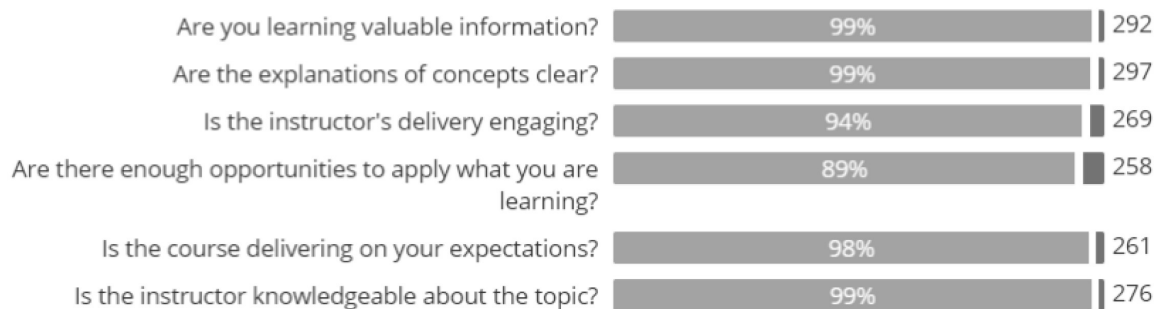 Are you learning valuable information? 99% 292
Are the explanations of concepts clear? 99% 297
Is the instructor's delivery engaging? 94% 269
Are there enough opportunities to apply what you are 89% 258
learning?
Is the course delivering on your expectations? 98% 261
Is the instructor knowledgeable about the topic? 99% 276